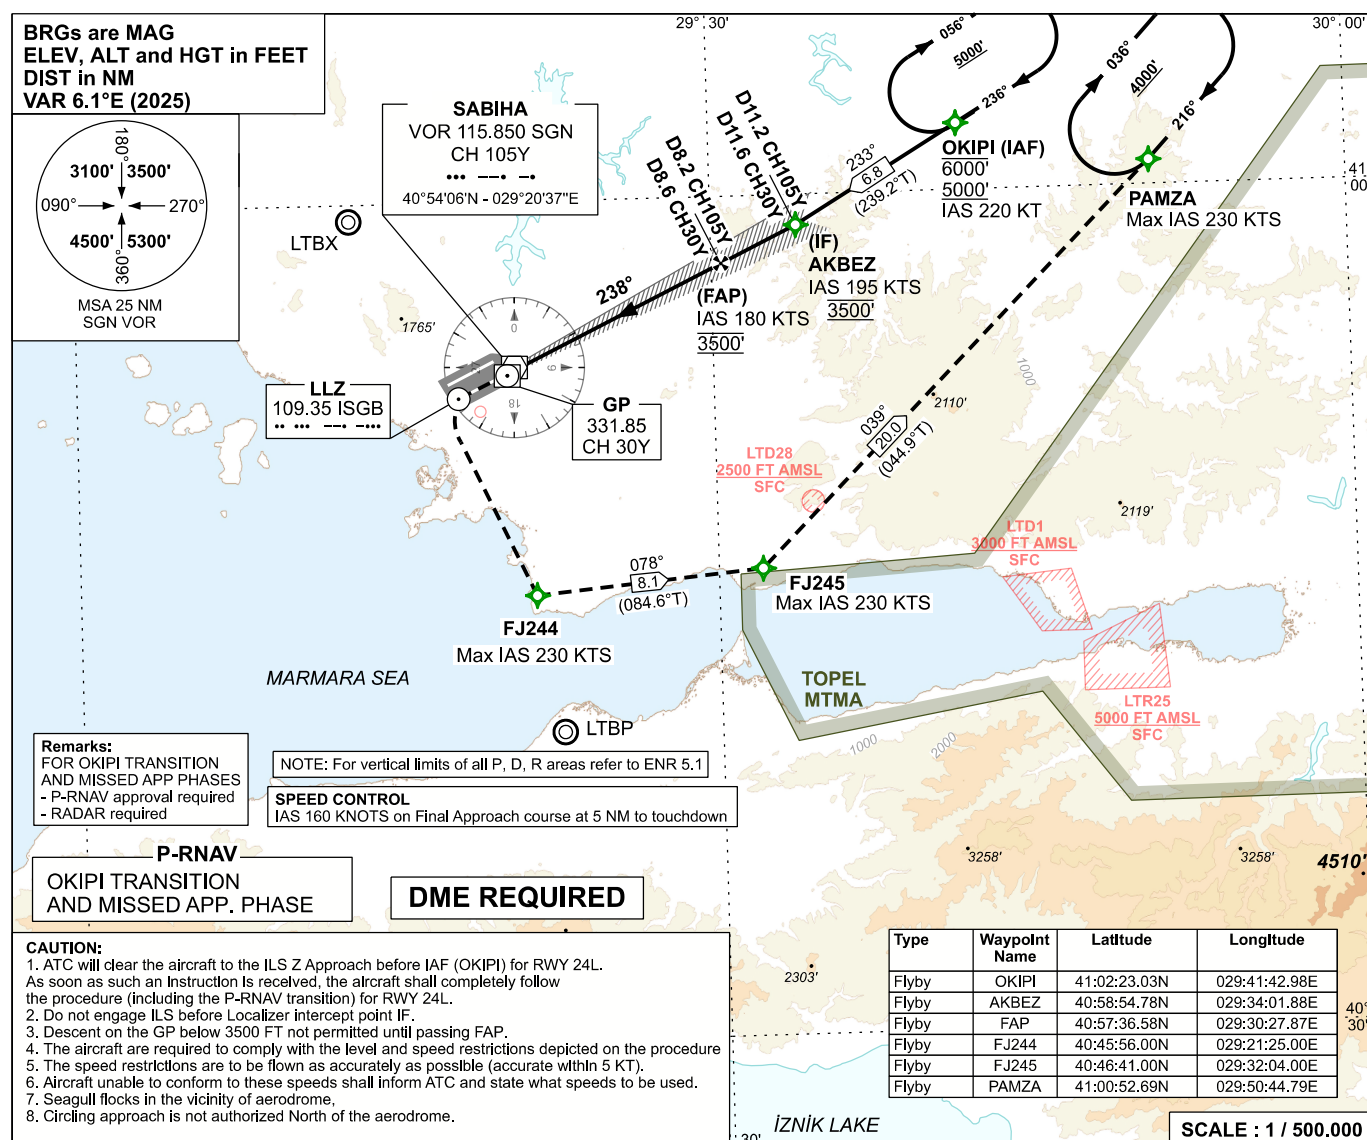 BRGs are MAG
ELEV, ALT and HGT in FEET
DIST in NM
VAR 6.1°E (2025)
29° 30'
30° 00'
180°
3100' 3500'
090° 270°
4500' 5300'
360°
MSA 25 NM
SGN VOR
LTBX
SABIHA
VOR 115.850 SGN
CH 105Y
••• −−• −•
40°54'06''N - 029°20'37''E
D11.2 CH105Y
D11.6 CH30Y
D8.2 CH105Y
D8.6 CH30Y
056°
5000'
236°
036°
4000'
216°
233°
6.8
(239.2°T)
OKIPI (IAF)
6000'
5000'
IAS 220 KT
PAMZA
Max IAS 230 KTS
41°
00'
(IF)
AKBEZ
IAS 195 KTS
3500'
(FAP)
IAS 180 KTS
3500'
238°
1765'
0
9
18
LLZ
109.35 ISGB
•• ••• −−• −•••
GP
331.85
CH 30Y
1000
2110'
039°
20.0
(044.9°T)
LTD28
2500 FT AMSL
SFC
2119'
LTD1
3000 FT AMSL
SFC
078°
8.1
(084.6°T)
FJ245
Max IAS 230 KTS
FJ244
Max IAS 230 KTS
MARMARA SEA
TOPEL
MTMA
LTR25
5000 FT AMSL
SFC
LTBP
1000
2000
Remarks:
FOR OKIPI TRANSITION
AND MISSED APP PHASES
- P-RNAV approval required
- RADAR required
NOTE: For vertical limits of all P, D, R areas refer to ENR 5.1
SPEED CONTROL
IAS 160 KNOTS on Final Approach course at 5 NM to touchdown
P-RNAV
OKIPI TRANSITION
AND MISSED APP. PHASE
DME REQUIRED
3258'
3258'
4510'
2303'
CAUTION:
1. ATC will clear the aircraft to the ILS Z Approach before IAF (OKIPI) for RWY 24L.
As soon as such an instruction is received, the aircraft shall completely follow
the procedure (including the P-RNAV transition) for RWY 24L.
2. Do not engage ILS before Localizer intercept point IF.
3. Descent on the GP below 3500 FT not permitted until passing FAP.
4. The aircraft are required to comply with the level and speed restrictions depicted on the procedure
5. The speed restrictions are to be flown as accurately as possible (accurate within 5 KT).
6. Aircraft unable to conform to these speeds shall inform ATC and state what speeds to be used.
7. Seagull flocks in the vicinity of aerodrome,
8. Circling approach is not authorized North of the aerodrome.
Type Waypoint Name Latitude Longitude
Flyby OKIPI 41:02:23.03N 029:41:42.98E
Flyby AKBEZ 40:58:54.78N 029:34:01.88E
Flyby FAP 40:57:36.58N 029:30:27.87E
Flyby FJ244 40:45:56.00N 029:21:25.00E
Flyby FJ245 40:46:41.00N 029:32:04.00E
Flyby PAMZA 41:00:52.69N 029:50:44.79E
40°
30'
İZNİK LAKE
30'
SCALE : 1 / 500.000